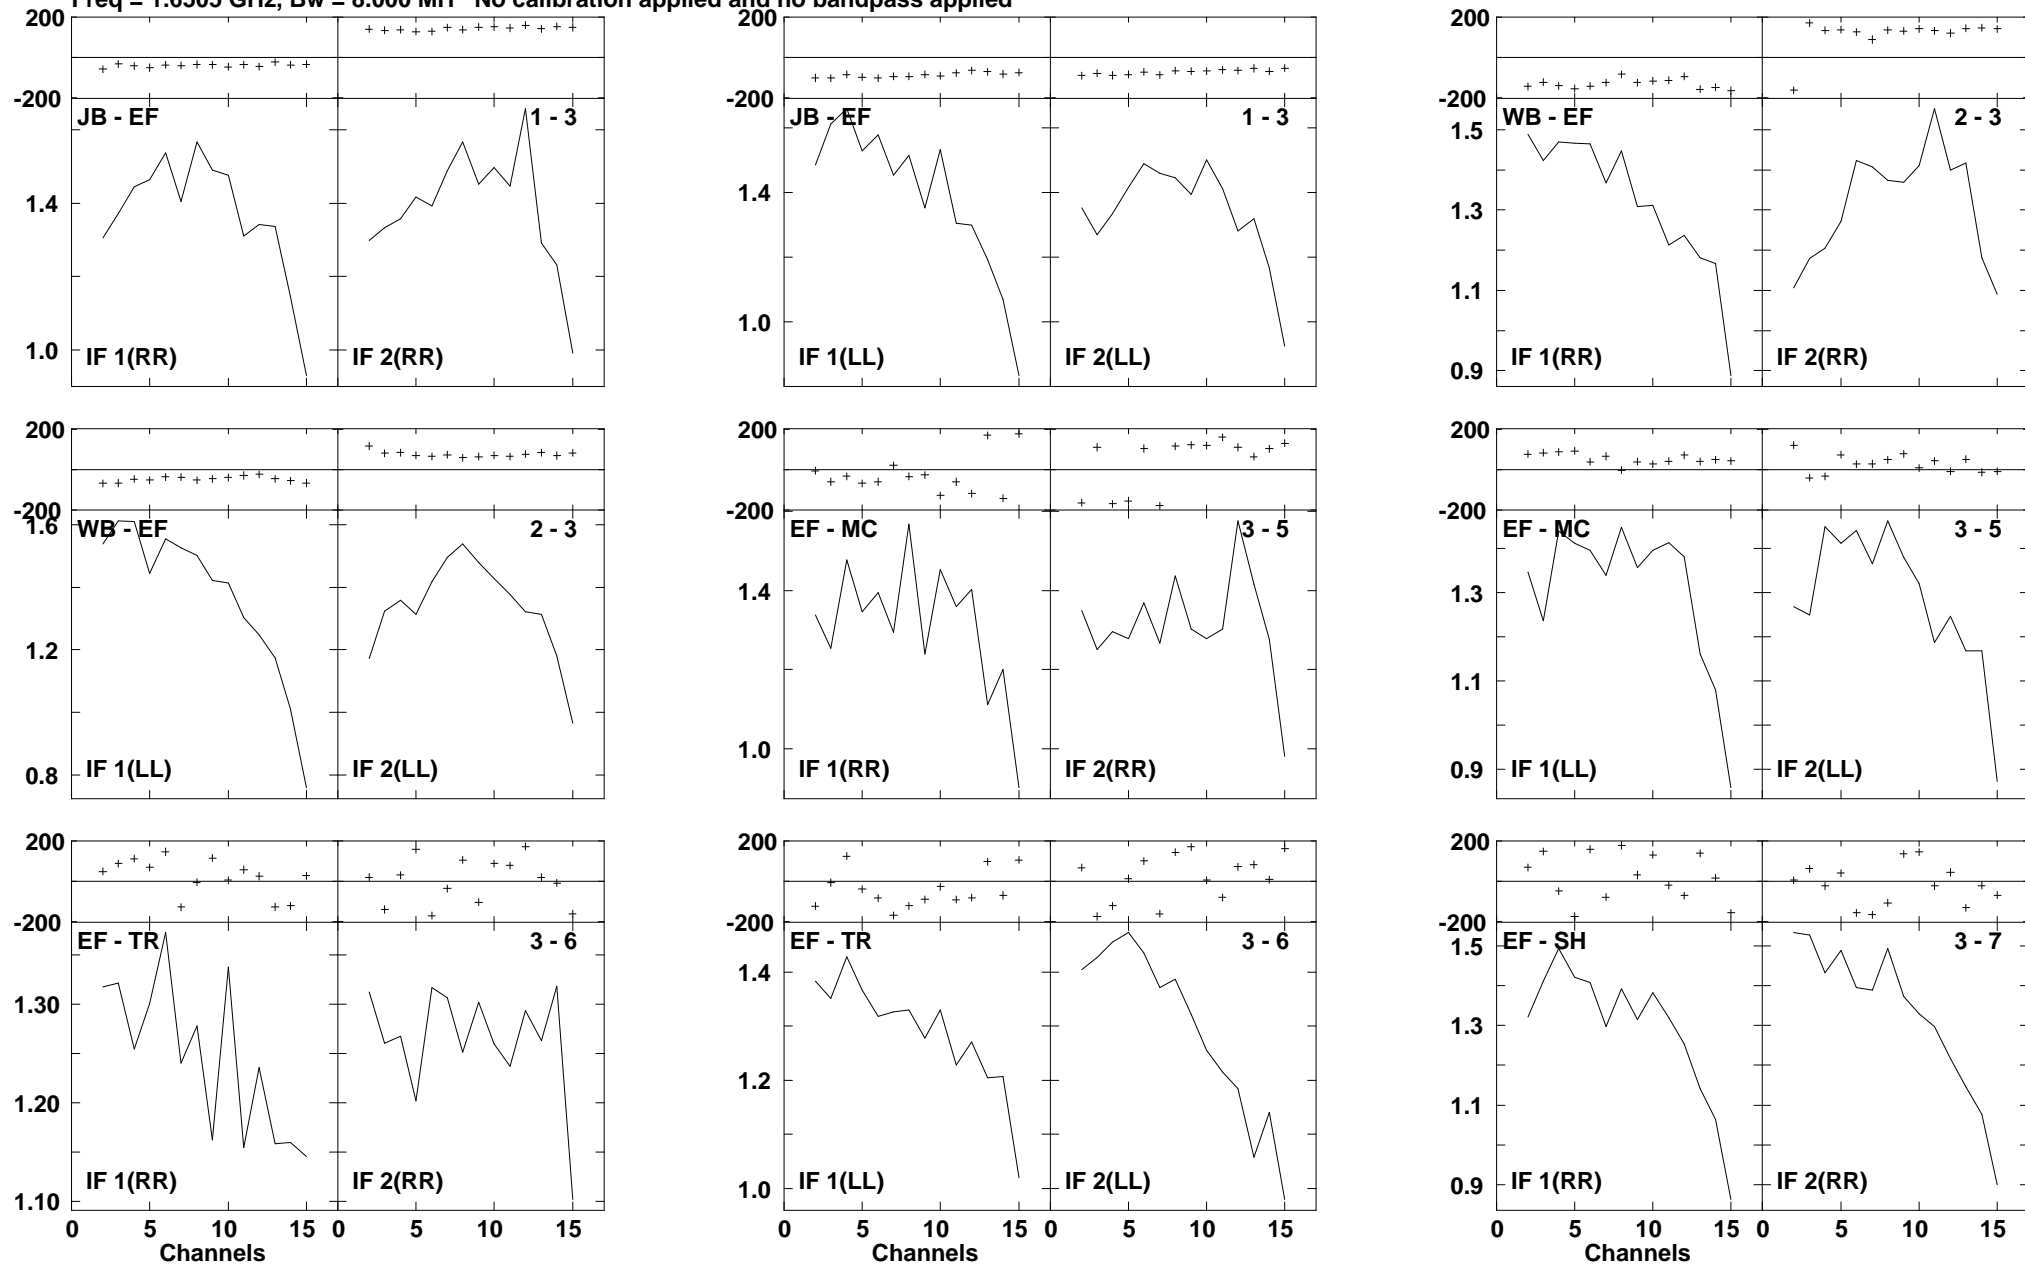 No calibration applied and no bandpass applied
200
-200
JB - EF
1 - 3
1.4
1.0
IF 1(RR)
IF 2(RR)
JB - EF
1 - 3
1.4
1.0
IF 1(LL)
IF 2(LL)
200
-200
WB - EF
2 - 3
1.5
1.3
1.1
0.9
IF 1(RR)
IF 2(RR)
200
-200
1.6
WB - EF
2 - 3
1.2
0.8
IF 1(LL)
IF 2(LL)
200
-200
EF - MC
3 - 5
1.4
1.0
IF 1(RR)
IF 2(RR)
200
-200
EF - MC
3 - 5
1.3
1.1
0.9
IF 1(LL)
IF 2(LL)
200
-200
EF - TR
3 - 6
1.30
1.20
1.10
IF 1(RR)
IF 2(RR)
0 5 10 15 0 5 10 15
Channels
200
-200
EF - TR
3 - 6
1.4
1.2
1.0
IF 1(LL)
IF 2(LL)
0 5 10 15 0 5 10 15
Channels
200
-200
EF - SH
3 - 7
1.5
1.3
1.1
0.9
IF 1(RR)
IF 2(RR)
0 5 10 15 0 5 10 15
Channels